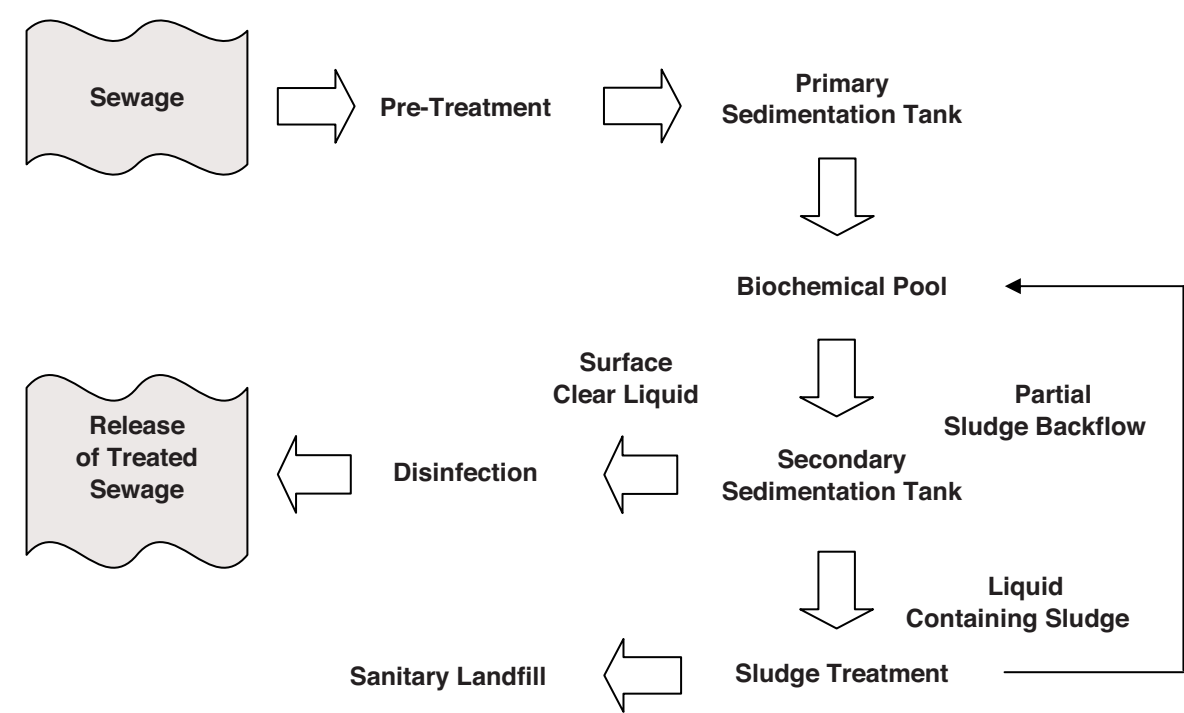 Sewage
Pre-Treatment
Primary
Sedimentation Tank
Biochemical Pool
Surface
Clear Liquid
Partial
Sludge Backflow
Release
of Treated
Sewage
Disinfection
Secondary
Sedimentation Tank
Liquid
Containing Sludge
Sanitary Landfill
Sludge Treatment